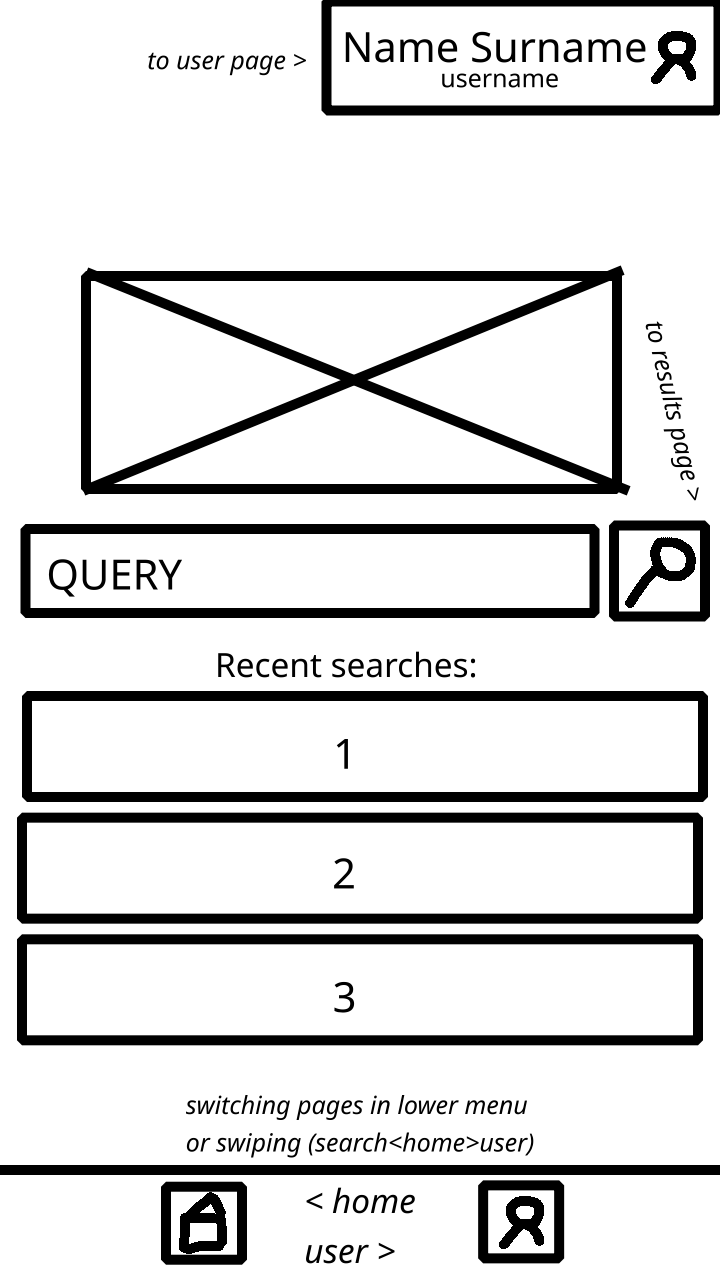 to user page >
Name Surname
username
to results page >
QUERY
Recent searches:
1
2
3
switching pages in lower menu
or swiping (search<home>user)
< home
user >